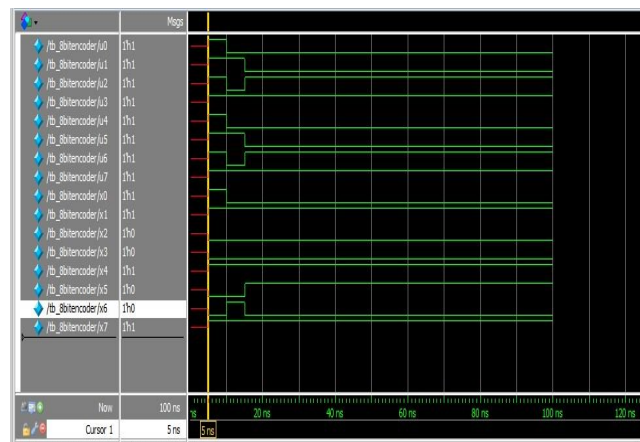 Msgs
/tb_8bitencoder/u0 1'h1
/tb_8bitencoder/u1 1'h1
/tb_8bitencoder/u2 1'h1
/tb_8bitencoder/u3 1'h1
/tb_8bitencoder/u4 1'h1
/tb_8bitencoder/u5 1'h1
/tb_8bitencoder/u6 1'h1
/tb_8bitencoder/u7 1'h1
/tb_8bitencoder/x0 1'h1
/tb_8bitencoder/x1 1'h1
/tb_8bitencoder/x2 1'h0
/tb_8bitencoder/x3 1'h0
/tb_8bitencoder/x4 1'h1
/tb_8bitencoder/x5 1'h0
/tb_8bitencoder/x6 1'h0
/tb_8bitencoder/x7 1'h1
Now 100 ns ns 20 ns 40 ns 60 ns 80 ns 100 ns 120 ns
Cursor 1 5 ns 5 ns